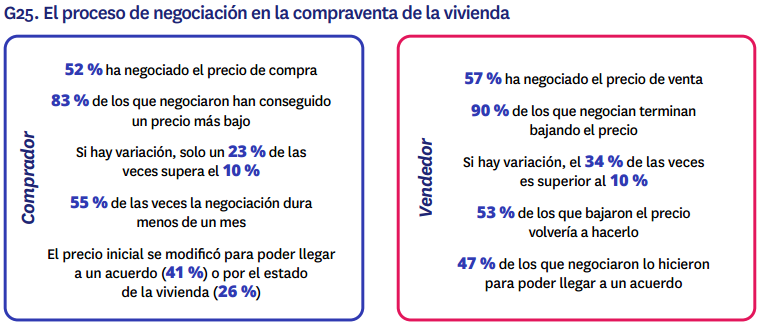 G25. El proceso de negociación en la compraventa de la vivienda
Comprador
52 % ha negociado el precio de compra
83 % de los que negociaron han conseguido
un precio más bajo
Si hay variación, solo un 23 % de las
veces supera el 10 %
55 % de las veces la negociación dura
menos de un mes
El precio inicial se modificó para poder llegar
a un acuerdo (41 %) o por el estado
de la vivienda (26 %)
Vendedor
57 % ha negociado el precio de venta
90 % de los que negocian terminan
bajando el precio
Si hay variación, el 34 % de las veces
es superior al 10 %
53 % de los que bajaron el precio
volvería a hacerlo
47 % de los que negociaron lo hicieron
para poder llegar a un acuerdo